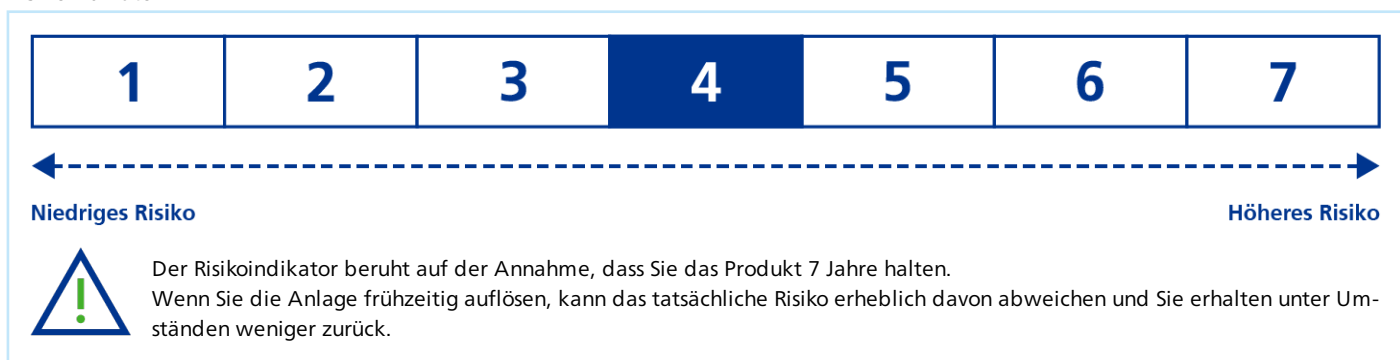 1 2 3 4 5 6 7
Niedriges Risiko Höheres Risiko
Der Risikoindikator beruht auf der Annahme, dass Sie das Produkt 7 Jahre halten.
Wenn Sie die Anlage frühzeitig auflösen, kann das tatsächliche Risiko erheblich davon abweichen und Sie erhalten unter Um-
ständen weniger zurück.